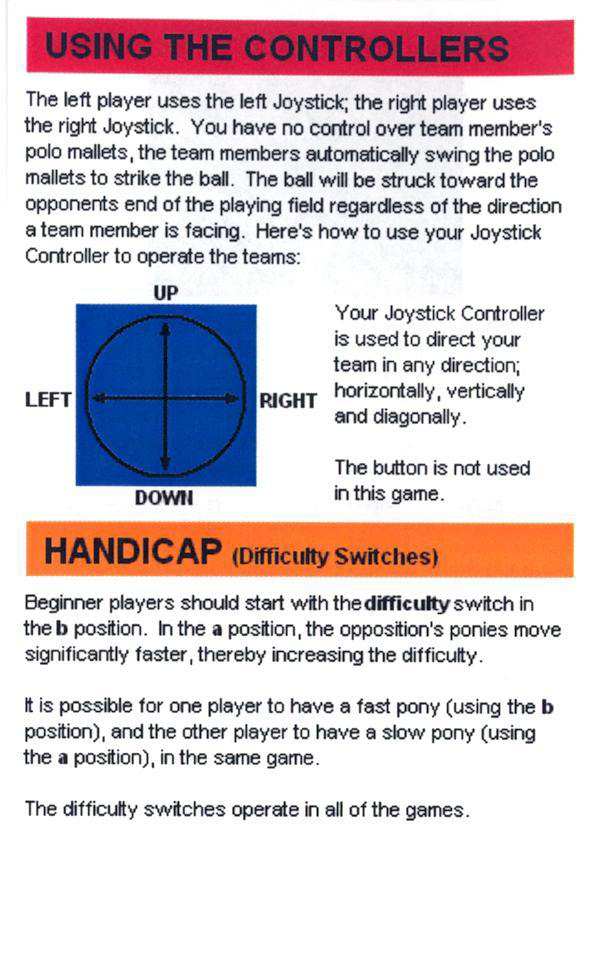 USING THE CONTROLLERS
The left player uses the left Joystick; the right player uses
the right Joystick. You have no control over team member's
polo mallets, the team members automatically swing the polo
mallets to strike the ball. The ball will be struck toward the
opponents end of the playing field regardless of the direction
a team member is facing. Here's how to use your Joystick
Controller to operate the teams:
UP
LEFT
RIGHT
DOWN
Your Joystick Controller
is used to direct your
team in any direction;
horizontally, vertically
and diagonally.
The button is not used
in this game.
HANDICAP (Difficulty Switches)
Beginner players should start with the difficulty switch in
the b position. In the a position, the opposition's ponies move
significantly faster, thereby increasing the difficulty.
It is possible for one player to have a fast pony (using the b
position), and the other player to have a slow pony (using
the a position), in the same game.
The difficulty switches operate in all of the games.